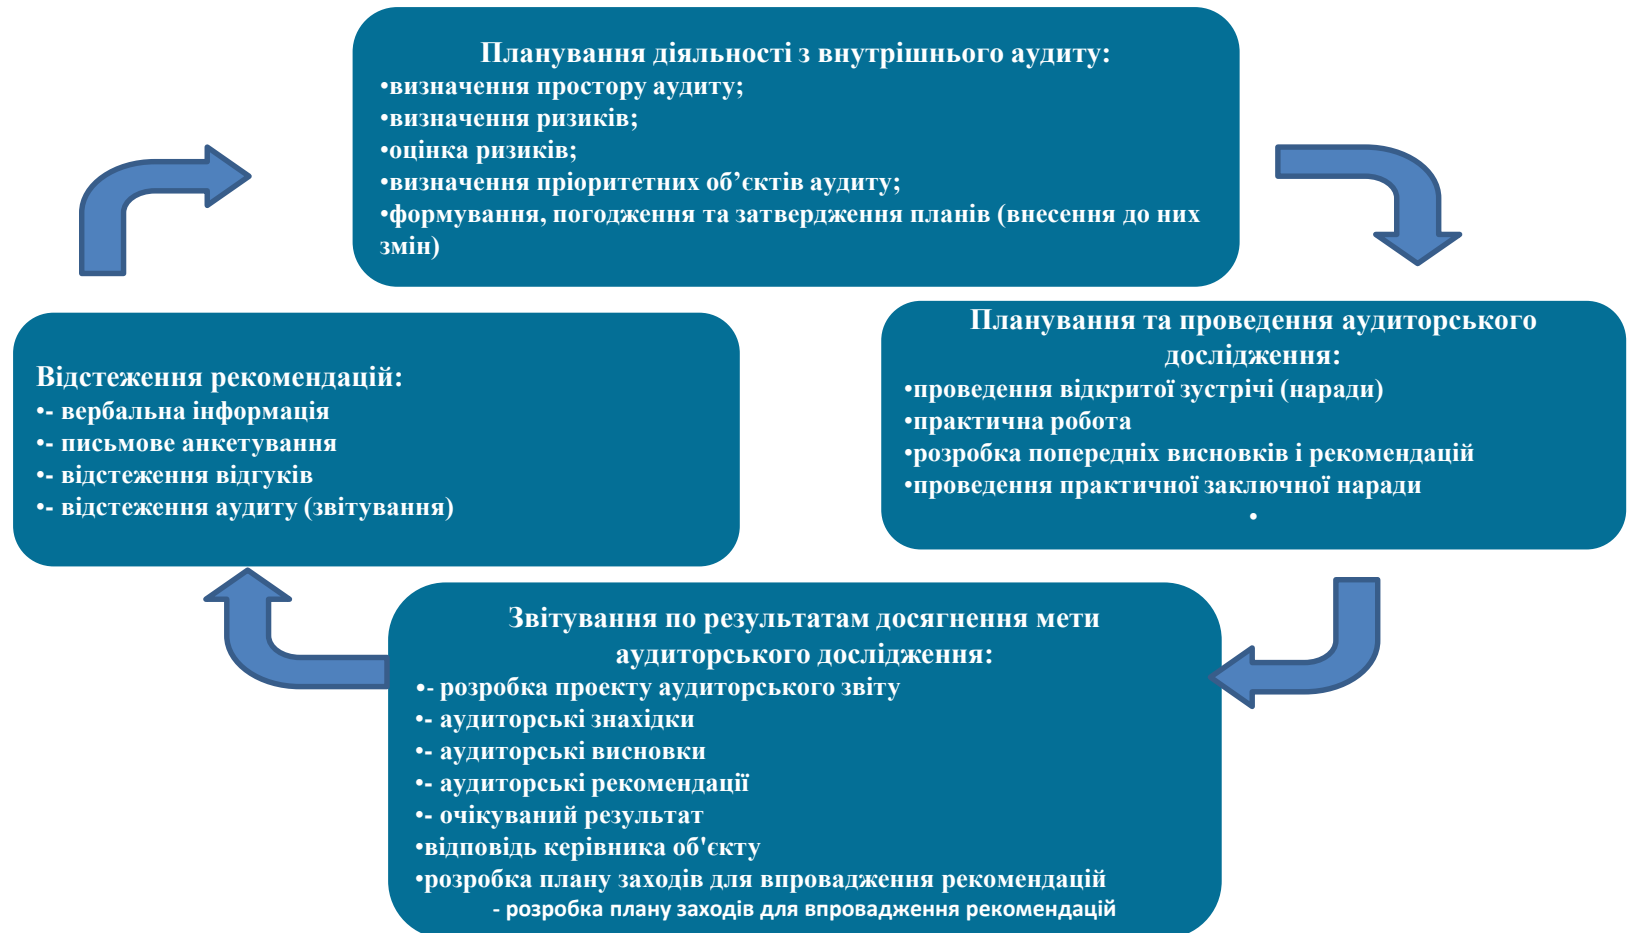 Планування діяльності з внутрішнього аудиту:
•визначення простору аудиту;
•визначення ризиків;
•оцінка ризиків;
•визначення пріоритетних об’єктів аудиту;
•формування, погодження та затвердження планів (внесення до них
змін)
Планування та проведення аудиторського
дослідження:
•проведення відкритої зустрічі (наради)
•практична робота
•розробка попередніх висновків і рекомендацій
•проведення практичної заключної наради
•
Звітування по результатам досягнення мети
аудиторського дослідження:
•- розробка проекту аудиторського звіту
•- аудиторські знахідки
•- аудиторські висновки
•- аудиторські рекомендації
•- очікуваний результат
•відповідь керівника об'єкту
•розробка плану заходів для впровадження рекомендацій
- розробка плану заходів для впровадження рекомендацій
Відстеження рекомендацій:
•- вербальна інформація
•- письмове анкетування
•- відстеження відгуків
•- відстеження аудиту (звітування)